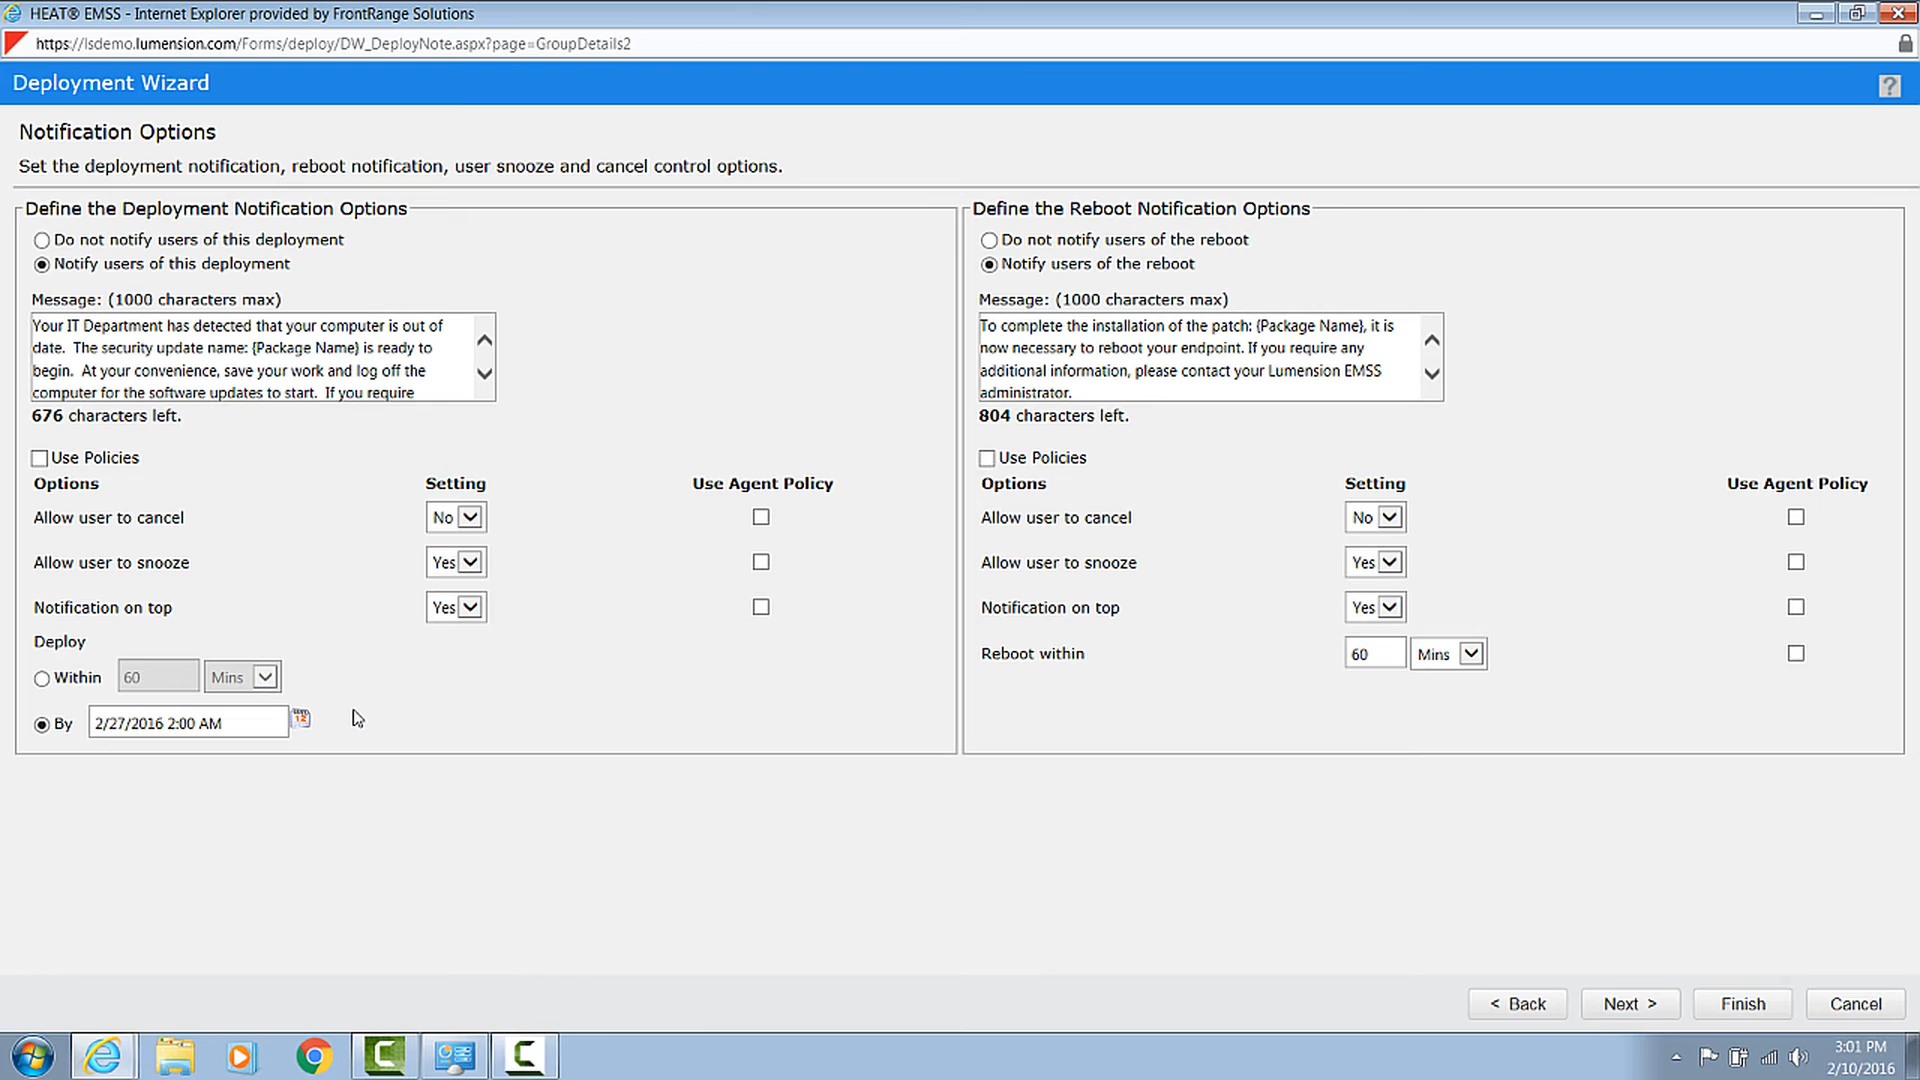 HEAT® EMSS - Internet Explorer provided by FrontRange Solutions
https://lsdemo.lumension.com/Forms/deploy/DW_DeployNote.aspx?page=GroupDetails2
Deployment Wizard
?
Notification Options
Set the deployment notification, reboot notification, user snooze and cancel control options.
Define the Deployment Notification Options
Do not notify users of this deployment
Notify users of this deployment
Message: (1000 characters max)
Your IT Department has detected that your computer is out of
date.  The security update name: {Package Name} is ready to
begin.  At your convenience, save your work and log off the
computer for the software updates to start.  If you require
676 characters left.
Use Policies
Options Setting Use Agent Policy
Allow user to cancel No
Allow user to snooze Yes
Notification on top Yes
Deploy
Within 60 Mins
By 2/27/2016 2:00 AM
12
Define the Reboot Notification Options
Do not notify users of the reboot
Notify users of the reboot
Message: (1000 characters max)
To complete the installation of the patch: {Package Name}, it is
now necessary to reboot your endpoint. If you require any
additional information, please contact your Lumension EMSS
administrator.
804 characters left.
Use Policies
Options Setting Use Agent Policy
Allow user to cancel No
Allow user to snooze Yes
Notification on top Yes
Reboot within 60 Mins
< Back Next > Finish Cancel
3:01 PM
2/10/2016